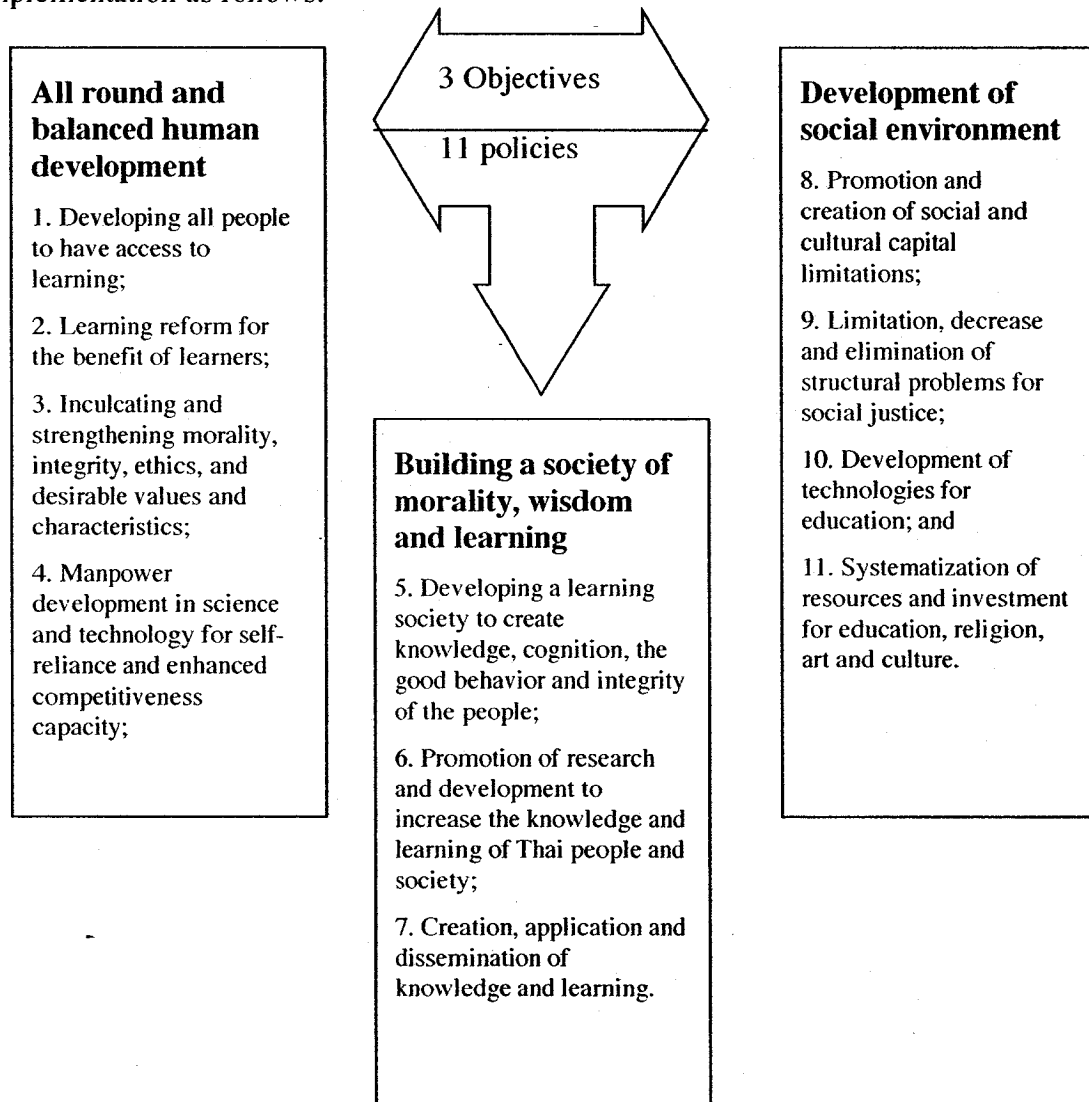 plementation as follows:
3 Objectives
11 policies
All round and
balanced human
development
1. Developing all people
to have access to
learning;
2. Learning reform for
the benefit of learners;
3. Inculcating and
strengthening morality,
integrity, ethics, and
desirable values and
characteristics;
4. Manpower
development in science
and technology for self-
reliance and enhanced
competitiveness
capacity;
Building a society of
morality, wisdom
and learning
5. Developing a learning
society to create
knowledge, cognition, the
good behavior and integrity
of the people;
6. Promotion of research
and development to
increase the knowledge and
learning of Thai people and
society;
7. Creation, application and
dissemination of
knowledge and learning.
Development of
social environment
8. Promotion and
creation of social and
cultural capital
limitations;
9. Limitation, decrease
and elimination of
structural problems for
social justice;
10. Development of
technologies for
education; and
11. Systematization of
resources and investment
for education, religion,
art and culture.